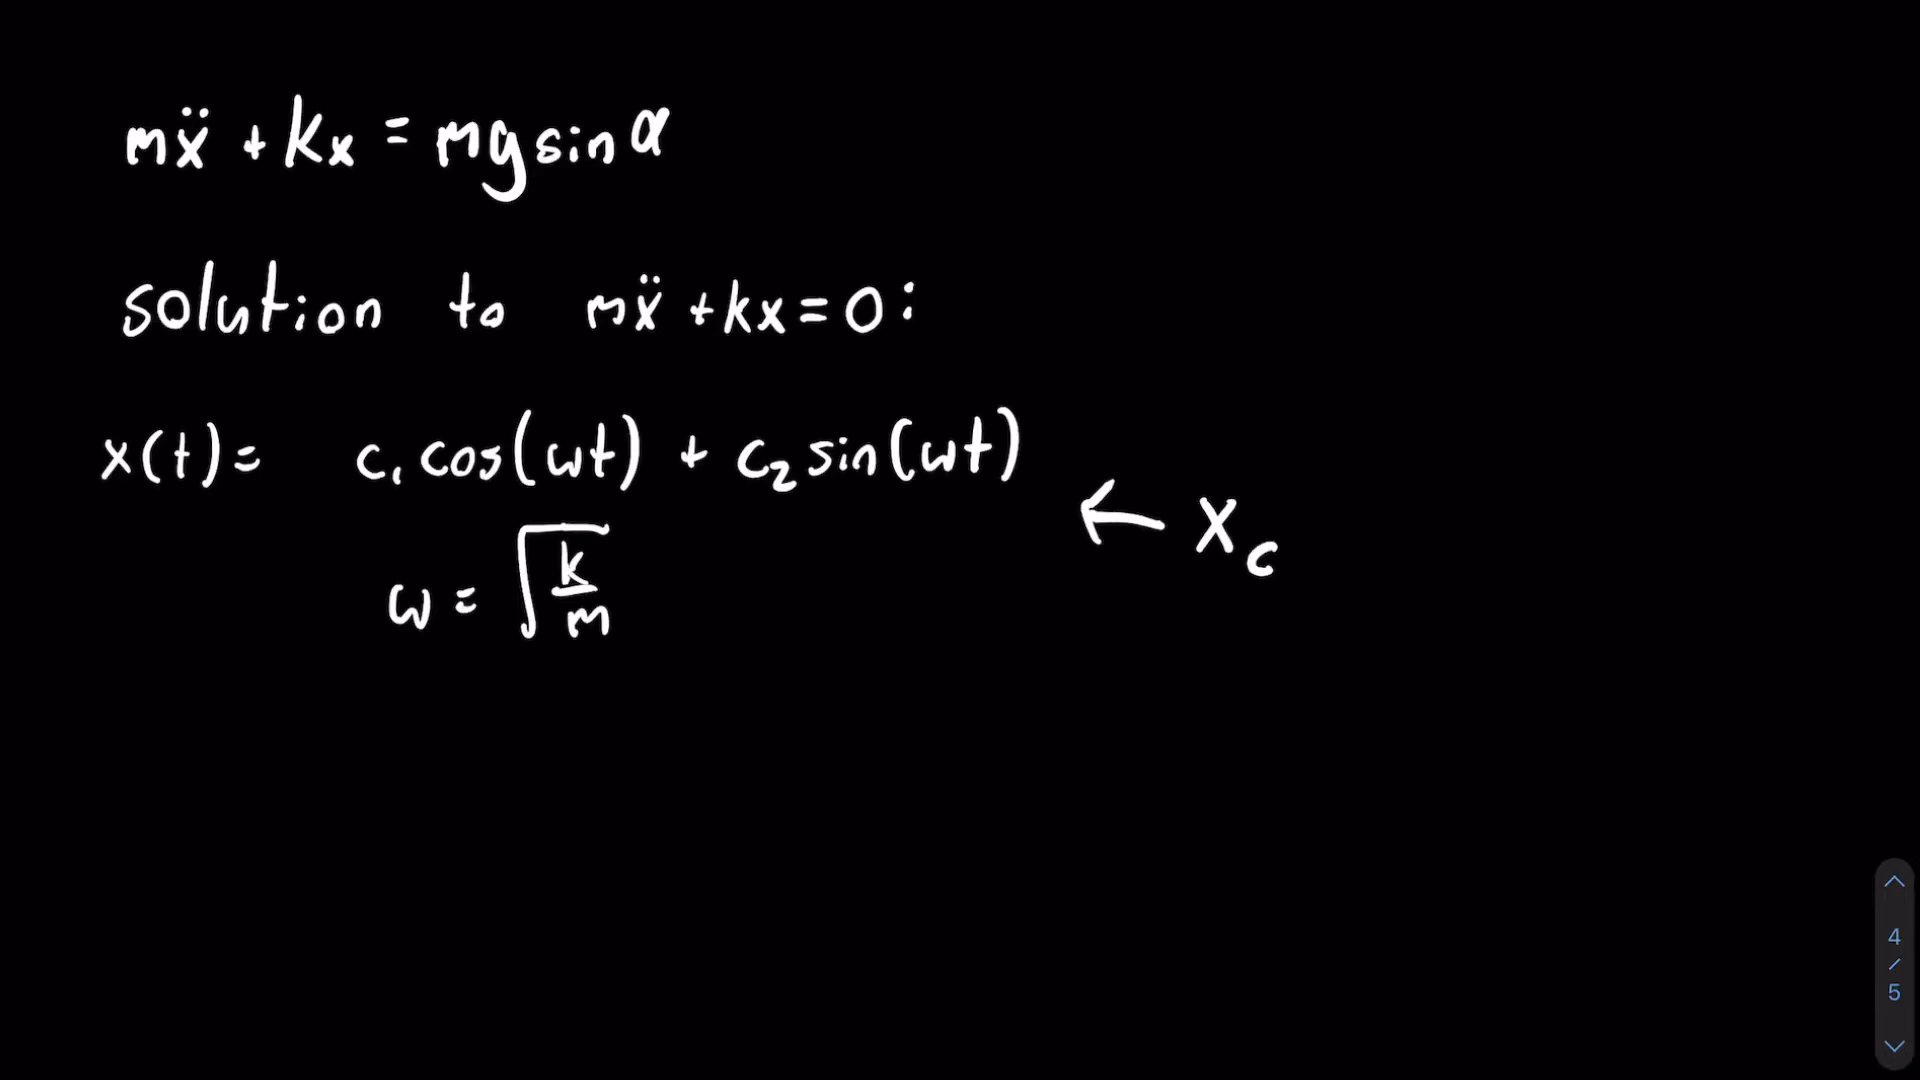 mẍ + kx = mg sin α
solution to mẍ + kx = 0 :
x(t) = c₁ cos(ωt) + c₂ sin(ωt)
← x_c
ω = √(k/m)
4
/
5